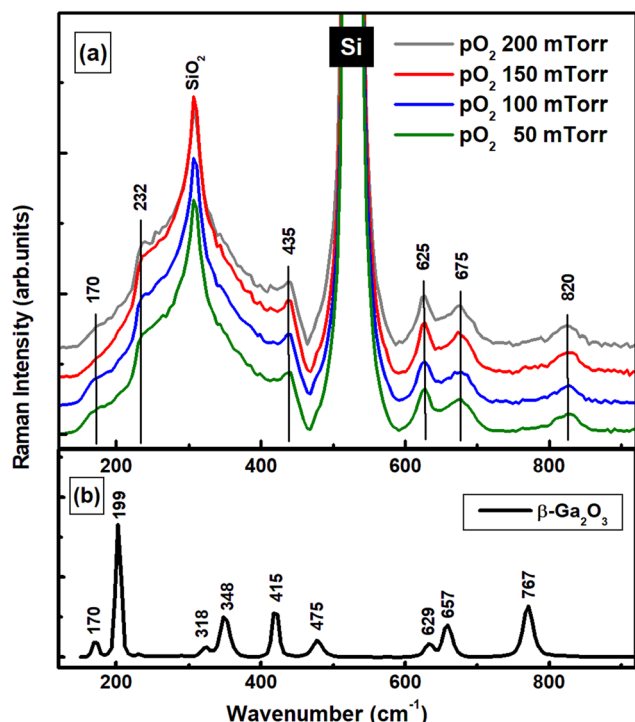 (a)
Si
SiO₂
pO₂ 200 mTorr
pO₂ 150 mTorr
pO₂ 100 mTorr
pO₂ 50 mTorr
170
232
435
625
675
820
Raman Intensity (arb.units)
200 400 600 800
(b)
β-Ga₂O₃
170
199
318
348
415
475
629
657
767
200 400 600 800
Wavenumber (cm⁻¹)